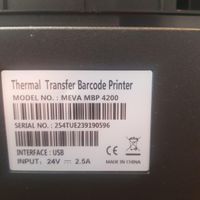 Thermal Transfer Barcode Printer
MODEL NO. : MEVA MBP 4200
SERIAL NO. : 254TUE239190596
INTERFACE : USB
INPUT: 24V ⎓ 2.5A
MADE IN CHINA